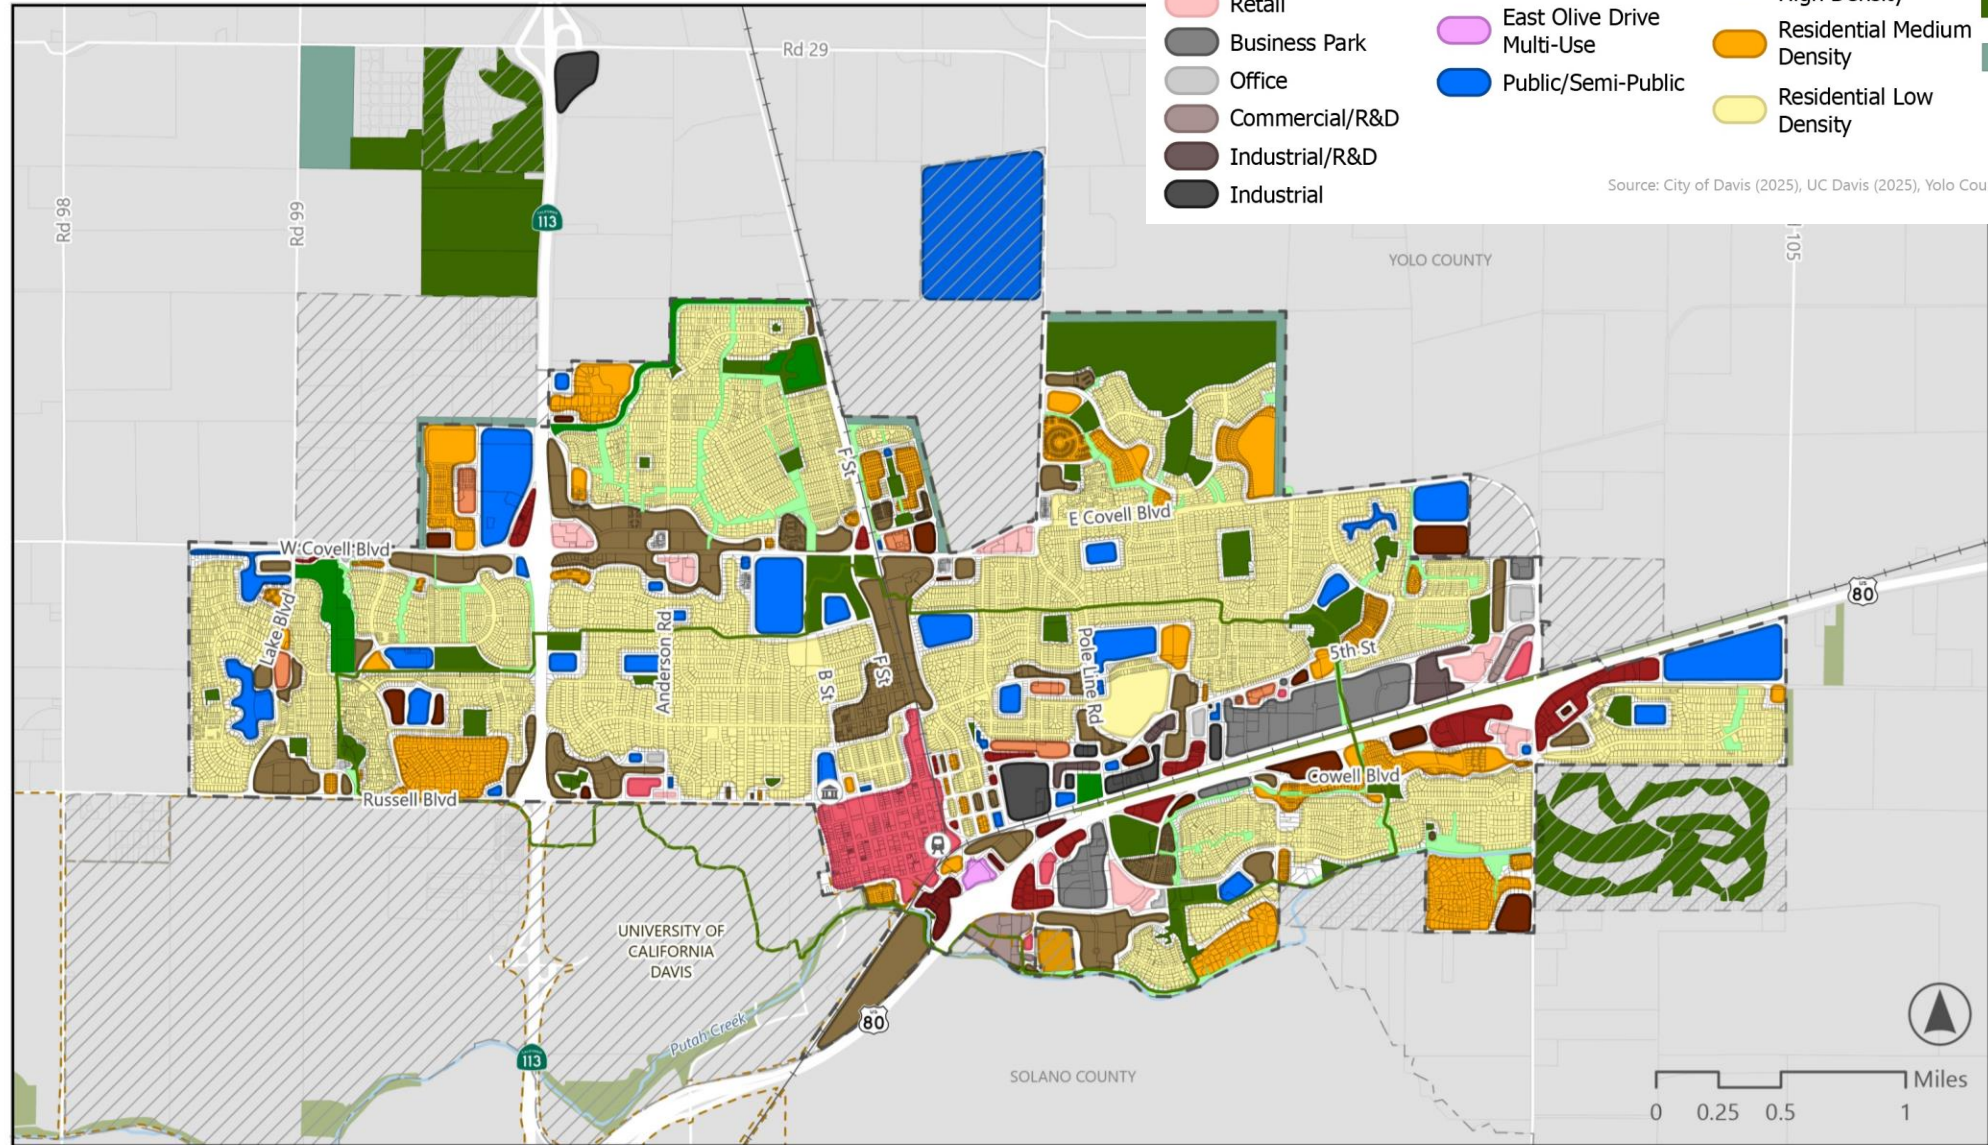 Retail
Business Park
Office
Commercial/R&D
Industrial/R&D
Industrial
East Olive Drive
Multi-Use
Public/Semi-Public
High Density
Residential Medium
Density
Residential Low
Density
Source: City of Davis (2025), UC Davis (2025), Yolo Cou
Rd 29
Rd 98
Rd 99
113
105
YOLO COUNTY
F St
E Covell Blvd
W Covell Blvd
CALIFORNIA
US
80
Lake Blvd
Anderson Rd
B St
F St
Pole Line Rd
5th St
Cowell Blvd
Russell Blvd
UNIVERSITY OF
CALIFORNIA
DAVIS
Putah Creek
80
113
SOLANO COUNTY
Miles
0 0.25 0.5 1